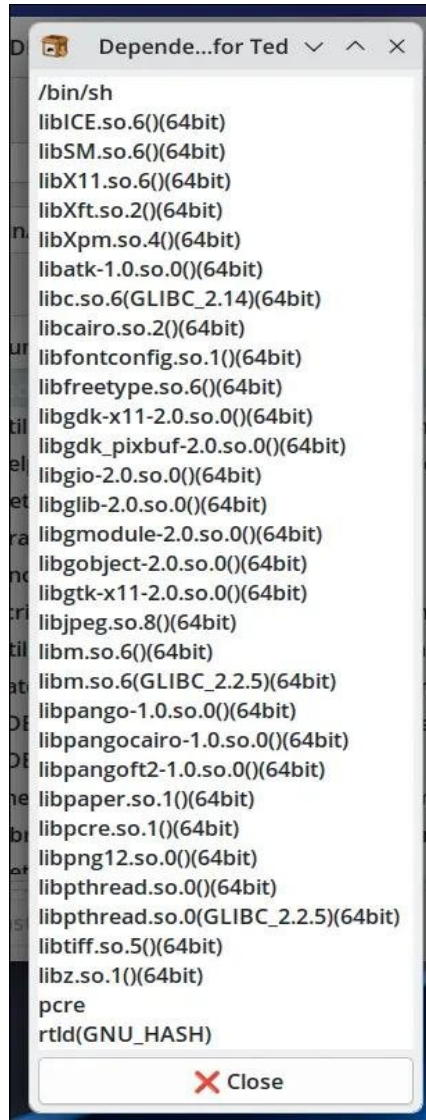 Depende...for Ted
/bin/sh
libICE.so.6()(64bit)
libSM.so.6()(64bit)
libX11.so.6()(64bit)
libXft.so.2()(64bit)
libXpm.so.4()(64bit)
libatk-1.0.so.0()(64bit)
libc.so.6(GLIBC_2.14)(64bit)
libcairo.so.2()(64bit)
libfontconfig.so.1()(64bit)
libfreetype.so.6()(64bit)
libgdk-x11-2.0.so.0()(64bit)
libgdk_pixbuf-2.0.so.0()(64bit)
libgio-2.0.so.0()(64bit)
libglib-2.0.so.0()(64bit)
libgmodule-2.0.so.0()(64bit)
libgobject-2.0.so.0()(64bit)
libgtk-x11-2.0.so.0()(64bit)
libjpeg.so.8()(64bit)
libm.so.6()(64bit)
libm.so.6(GLIBC_2.2.5)(64bit)
libpango-1.0.so.0()(64bit)
libpangocairo-1.0.so.0()(64bit)
libpangoft2-1.0.so.0()(64bit)
libpaper.so.1()(64bit)
libpcre.so.1()(64bit)
libpng12.so.0()(64bit)
libpthread.so.0()(64bit)
libpthread.so.0(GLIBC_2.2.5)(64bit)
libtiff.so.5()(64bit)
libz.so.1()(64bit)
pcre
rtld(GNU_HASH)
Close